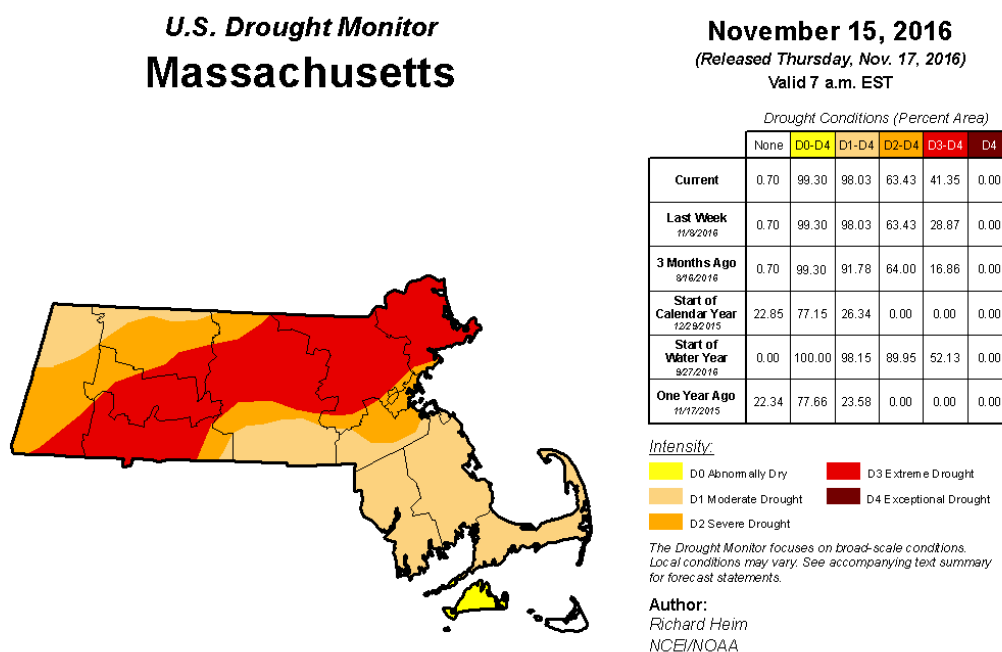 U.S. Drought Monitor
Massachusetts
November 15, 2016
(Released Thursday, Nov. 17, 2016)
Valid 7 a.m. EST
Drought Conditions (Percent Area)
None D0-D4 D1-D4 D2-D4 D3-D4 D4
Current 0.70 99.30 98.03 63.43 41.35 0.00
Last Week
11/8/2016 0.70 99.30 98.03 63.43 28.87 0.00
3 Months Ago
8/16/2016 0.70 99.30 91.78 64.00 16.86 0.00
Start of
Calendar Year
12/29/2015 22.85 77.15 26.34 0.00 0.00 0.00
Start of
Water Year
9/27/2016 0.00 100.00 98.15 89.95 52.13 0.00
One Year Ago
11/17/2015 22.34 77.66 23.58 0.00 0.00 0.00
Intensity:
D0 Abnormally Dry
D1 Moderate Drought
D2 Severe Drought
D3 Extreme Drought
D4 Exceptional Drought
The Drought Monitor focuses on broad-scale conditions.
Local conditions may vary. See accompanying text summary
for forecast statements.
Author:
Richard Heim
NCEI/NOAA